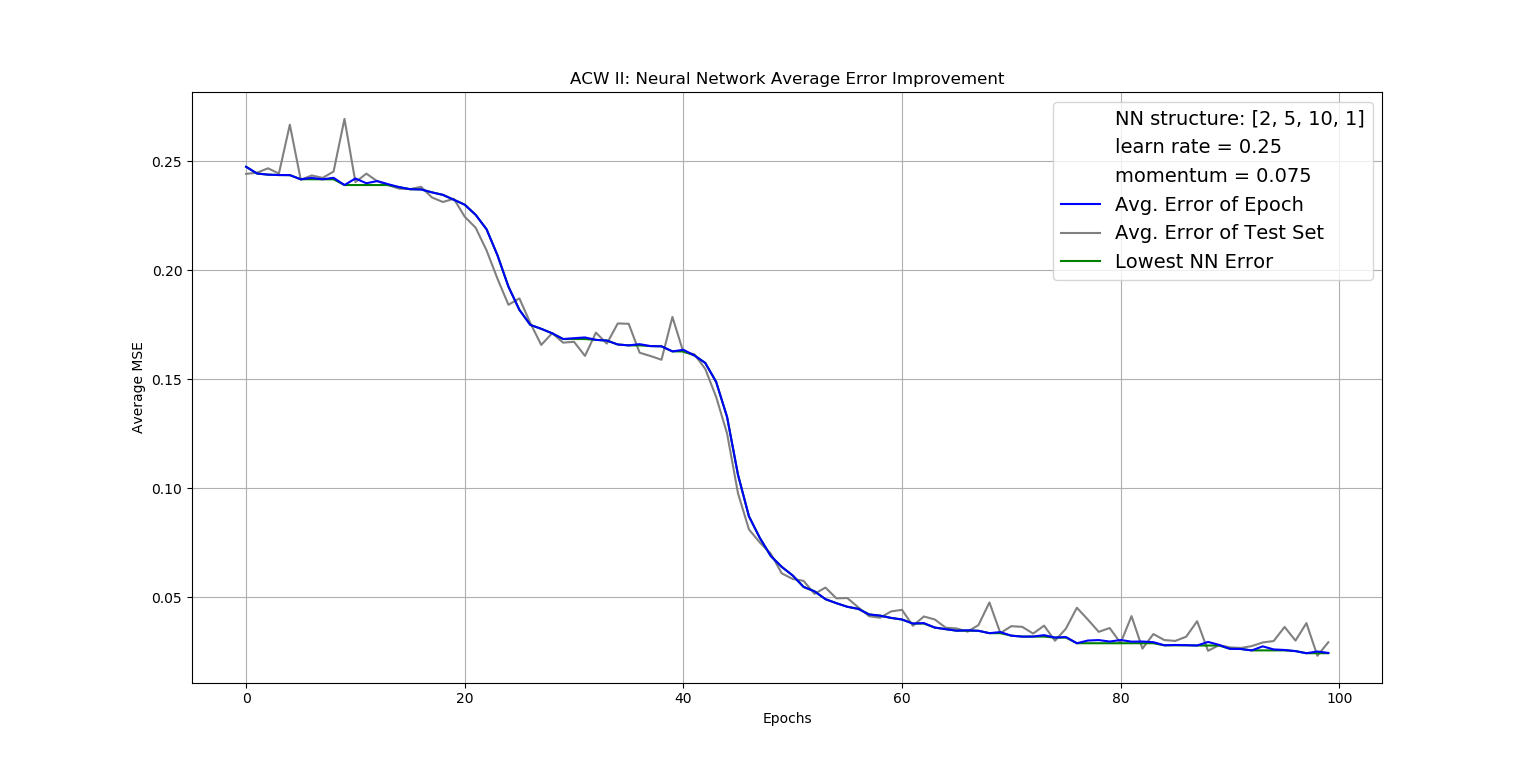 ACW II: Neural Network Average Error Improvement
NN structure: [2, 5, 10, 1]
learn rate = 0.25
momentum = 0.075
Avg. Error of Epoch
Avg. Error of Test Set
Lowest NN Error
Average MSE
0.25
0.20
0.15
0.10
0.05
0
20
40
60
80
100
Epochs